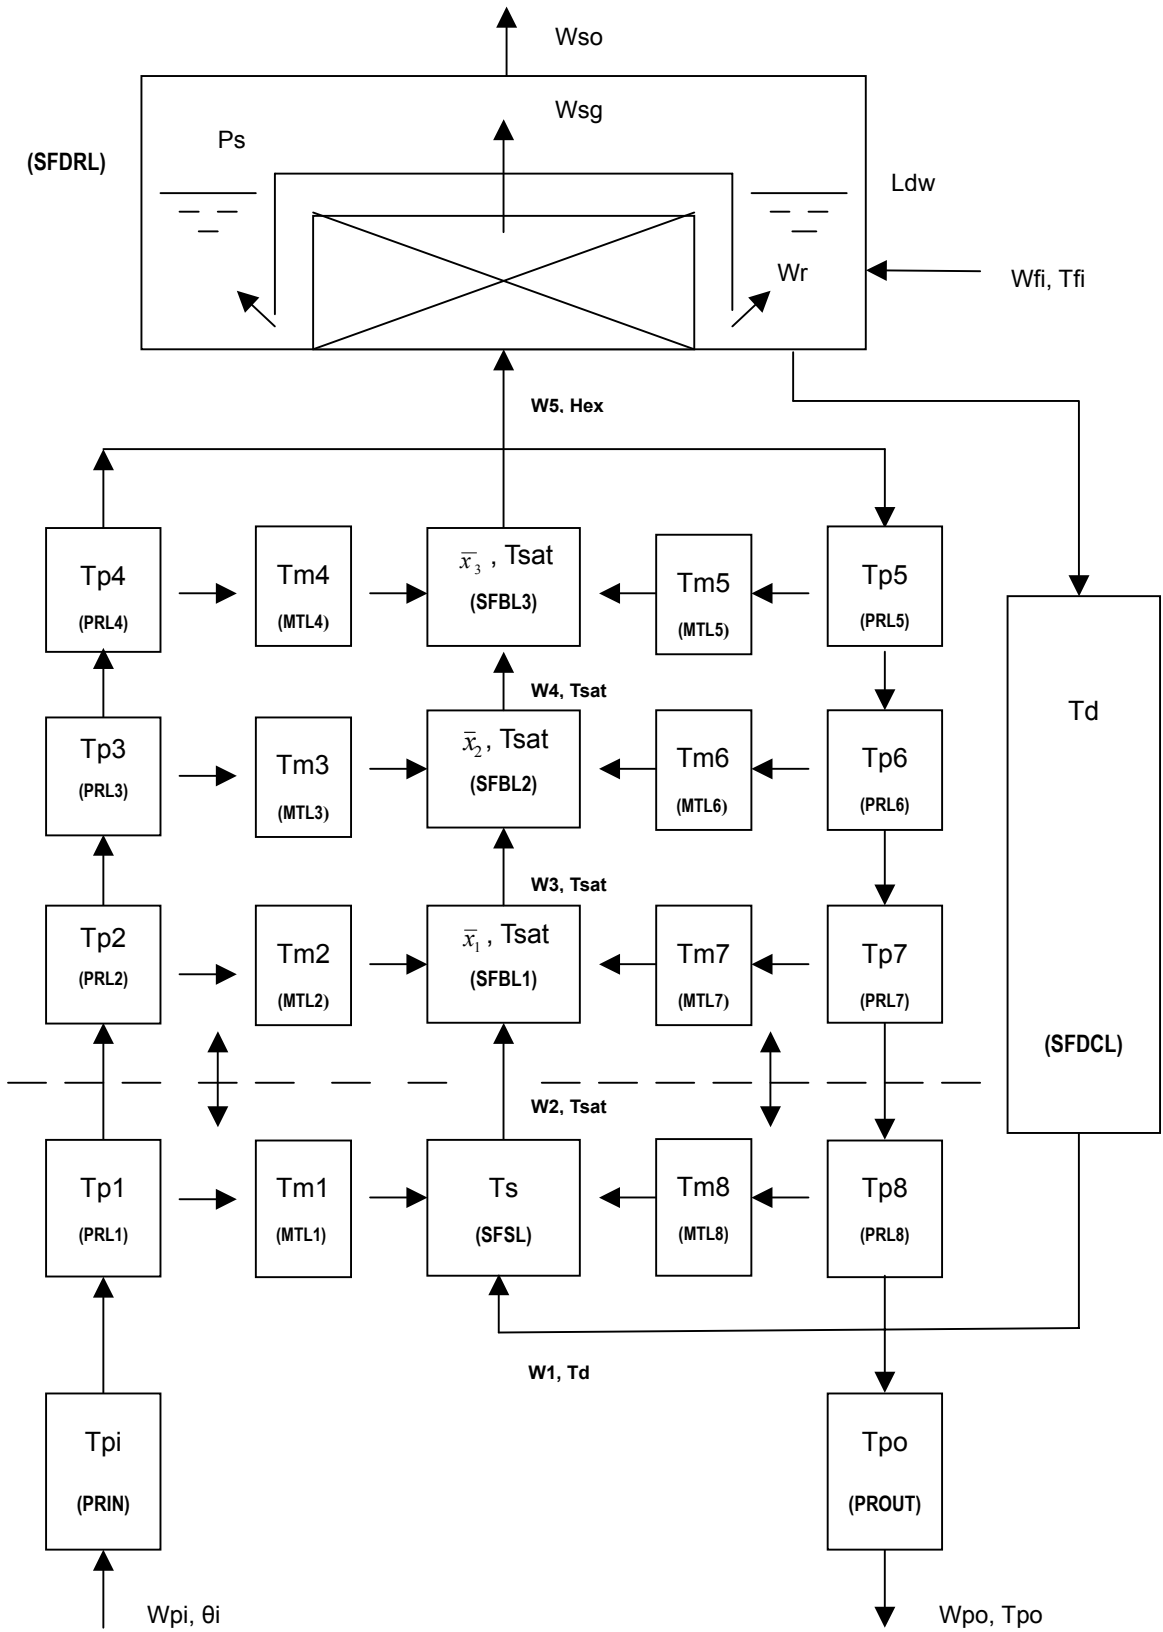 Wso
Wsg
Ps
(SFDRL)
Ldw
Wr
Wfi, Tfi
W5, Hex
Tp4
(PRL4)
Tm4
(MTL4)
x̅₃ , Tsat
(SFBL3)
Tm5
(MTL5)
Tp5
(PRL5)
W4, Tsat
Tp3
(PRL3)
Tm3
(MTL3)
x̅₂ , Tsat
(SFBL2)
Tm6
(MTL6)
Tp6
(PRL6)
Td
(SFDCL)
W3, Tsat
Tp2
(PRL2)
Tm2
(MTL2)
x̅₁ , Tsat
(SFBL1)
Tm7
(MTL7)
Tp7
(PRL7)
W2, Tsat
Tp1
(PRL1)
Tm1
(MTL1)
Ts
(SFSL)
Tm8
(MTL8)
Tp8
(PRL8)
W1, Td
Tpi
(PRIN)
Tpo
(PROUT)
Wpi, θi
Wpo, Tpo